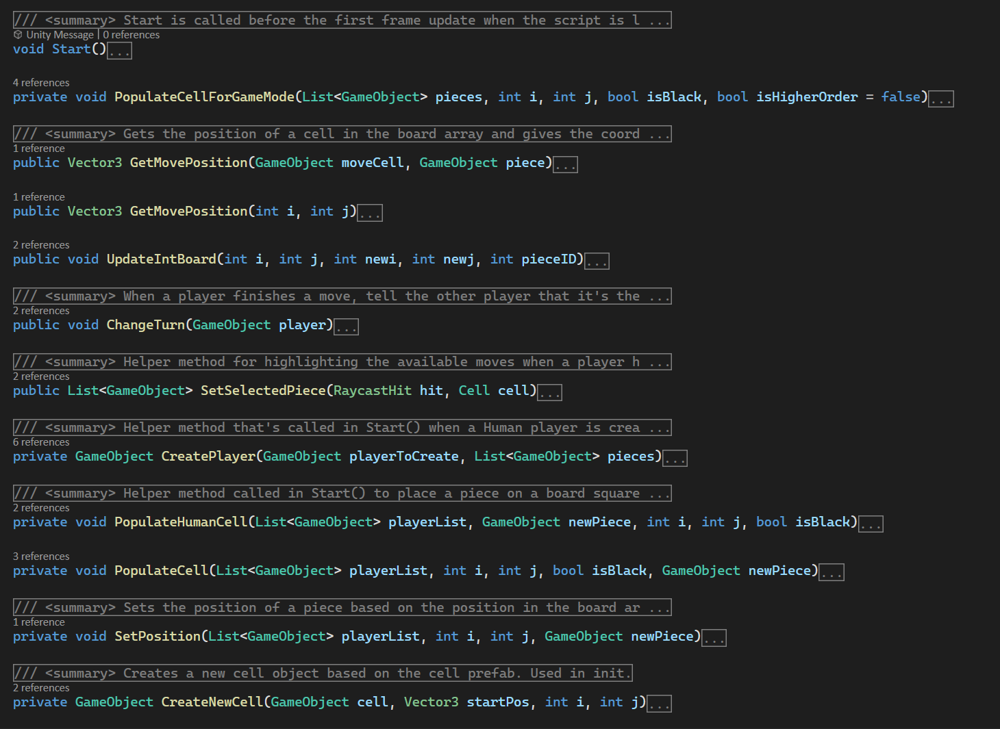 /// <summary> Start is called before the first frame update when the script is l ...
Unity Message | 0 references
void Start()...
4 references
private void PopulateCellForGameMode(List<GameObject> pieces, int i, int j, bool isBlack, bool isHigherOrder = false)...
/// <summary> Gets the position of a cell in the board array and gives the coord ...
1 reference
public Vector3 GetMovePosition(GameObject moveCell, GameObject piece)...
1 reference
public Vector3 GetMovePosition(int i, int j)...
2 references
public void UpdateIntBoard(int i, int j, int newi, int newj, int pieceID)...
/// <summary> When a player finishes a move, tell the other player that it's the ...
2 references
public void ChangeTurn(GameObject player)...
/// <summary> Helper method for highlighting the available moves when a player h ...
2 references
public List<GameObject> SetSelectedPiece(RaycastHit hit, Cell cell)...
/// <summary> Helper method that's called in Start() when a Human player is crea ...
6 references
private GameObject CreatePlayer(GameObject playerToCreate, List<GameObject> pieces)...
/// <summary> Helper method called in Start() to place a piece on a board square ...
2 references
private void PopulateHumanCell(List<GameObject> playerList, GameObject newPiece, int i, int j, bool isBlack)...
3 references
private void PopulateCell(List<GameObject> playerList, int i, int j, bool isBlack, GameObject newPiece)...
/// <summary> Sets the position of a piece based on the position in the board ar ...
1 reference
private void SetPosition(List<GameObject> playerList, int i, int j, GameObject newPiece)...
/// <summary> Creates a new cell object based on the cell prefab. Used in init.
2 references
private GameObject CreateNewCell(GameObject cell, Vector3 startPos, int i, int j)...